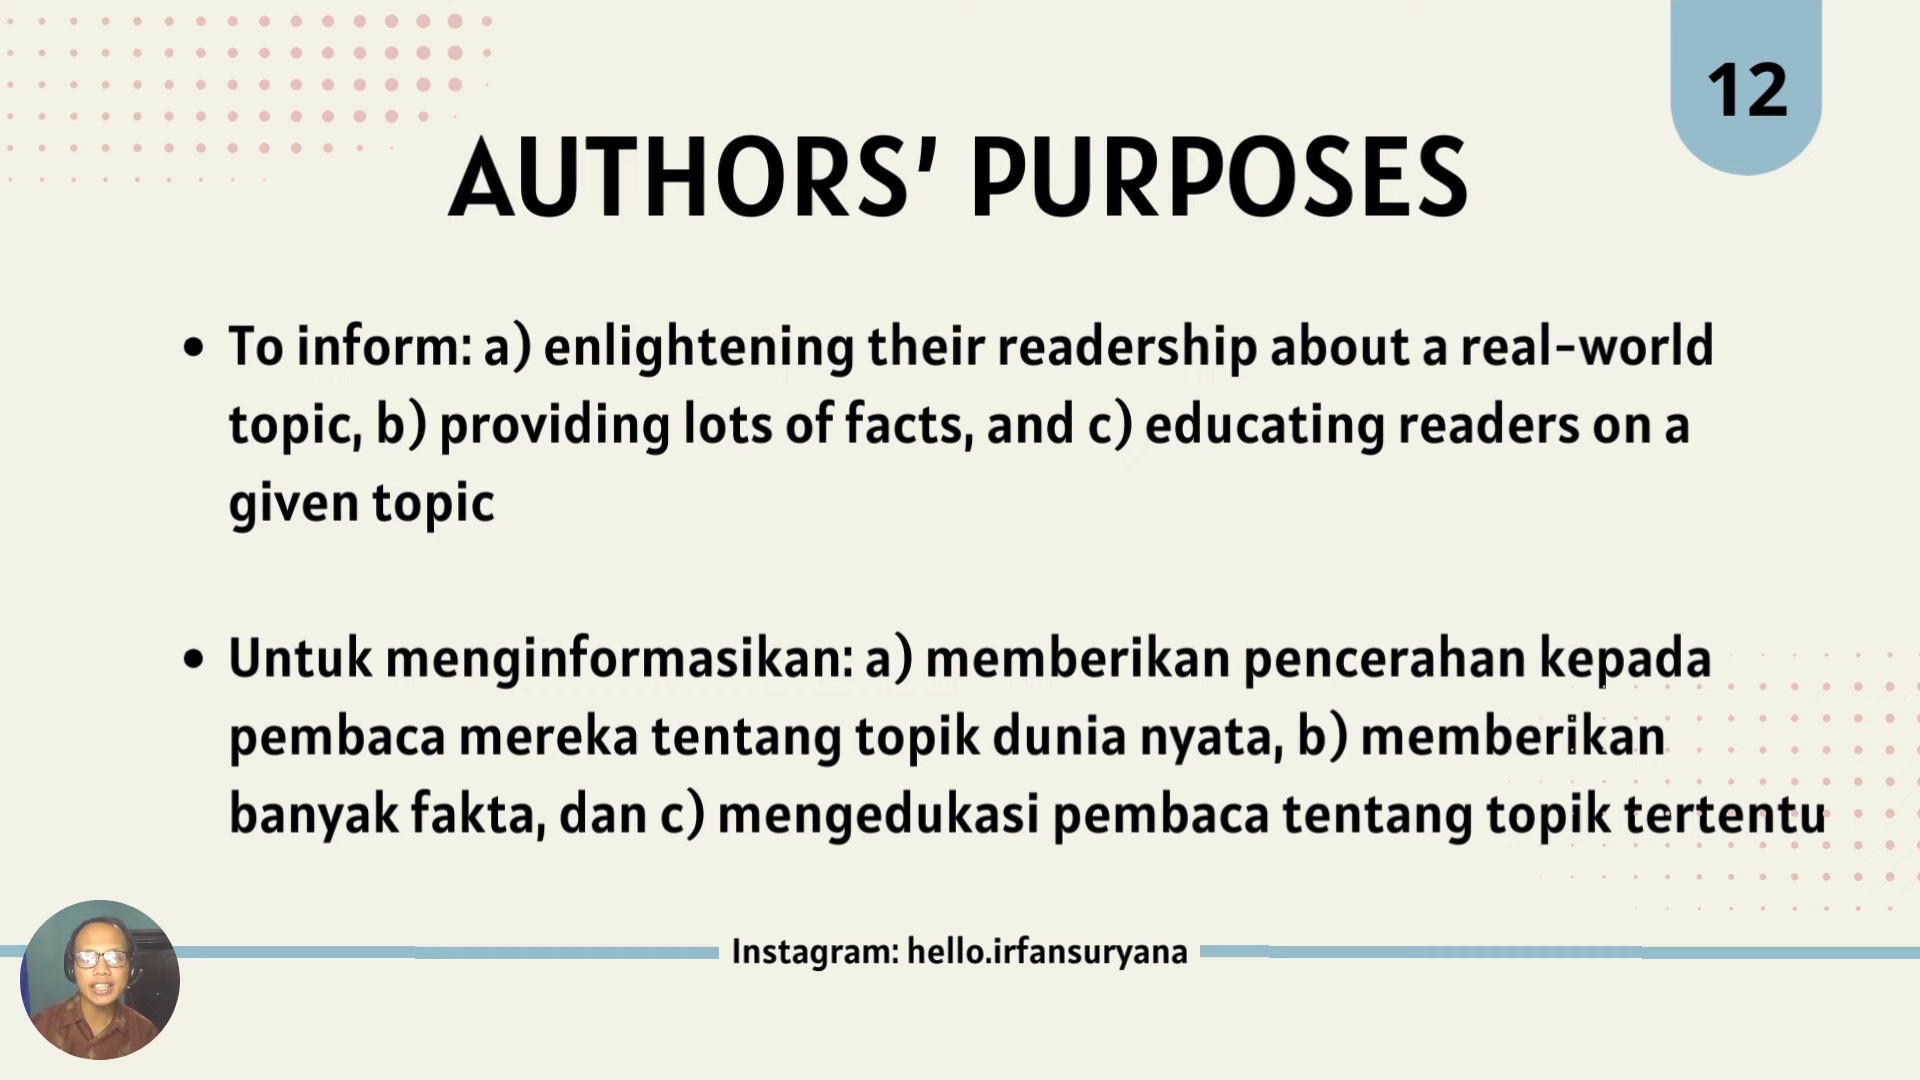 12
AUTHORS' PURPOSES
• To inform: a) enlightening their readership about a real-world
topic, b) providing lots of facts, and c) educating readers on a
given topic
• Untuk menginformasikan: a) memberikan pencerahan kepada
pembaca mereka tentang topik dunia nyata, b) memberikan
banyak fakta, dan c) mengedukasi pembaca tentang topik tertentu
Instagram: hello.irfansuryana